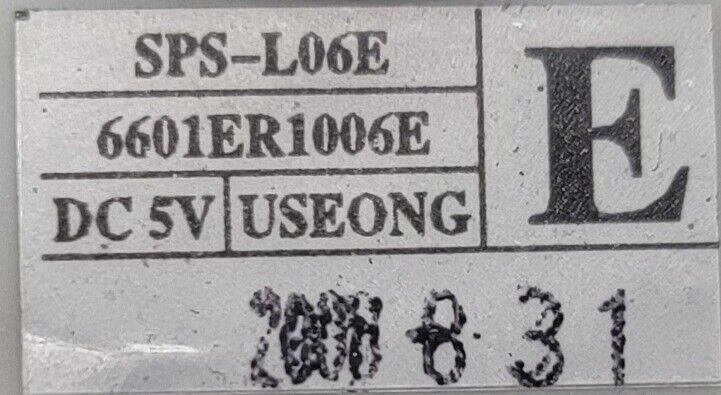 SPS-L06E
E
6601ER1006E
DC 5V USEONG
8. 31